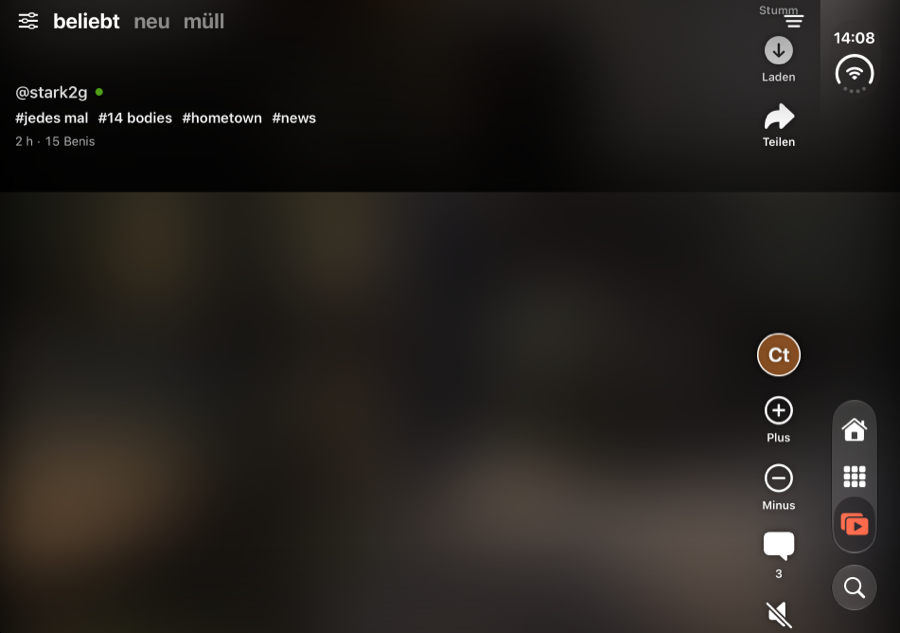 beliebt neu müll
Stumm
14:08
Laden
@stark2g
#jedes mal #14 bodies #hometown #news
Teilen
2 h · 15 Benis
Ct
Plus
Minus
3